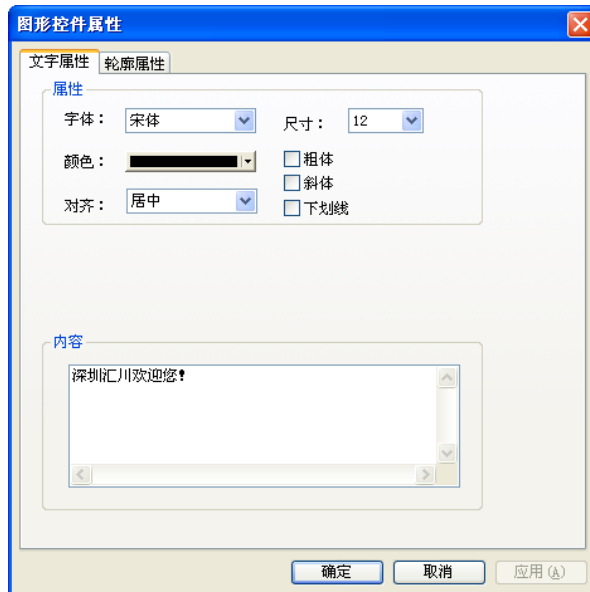 图形控件属性
文字属性 轮廓属性
属性
字体： 宋体 尺寸： 12
颜色： 粗体
斜体
对齐： 居中 下划线
内容
深圳汇川欢迎您！
确定 取消 应用(A)